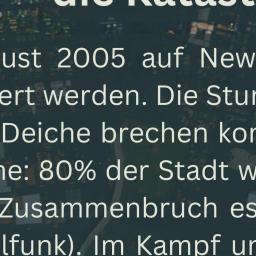 die Katast
ust 2005 auf New
ert werden. Die Stur
Deiche brechen kor
ne: 80% der Stadt w
Zusammenbruch es
lfunk). Im Kampf ur